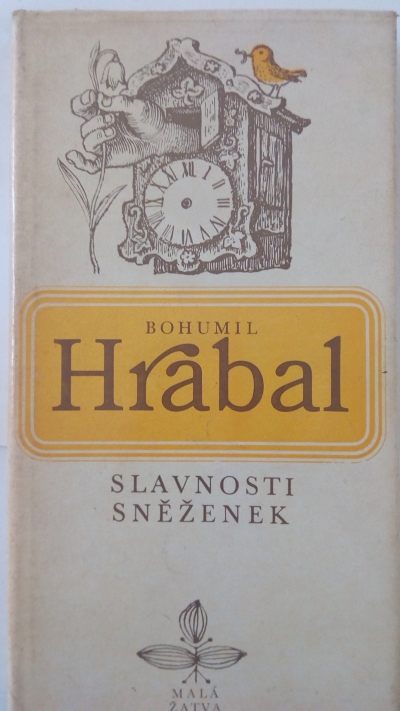 BOHUMIL
Hrabal
SLAVNOSTI
SNĚŽENEK
MALÁ
ŽATVA